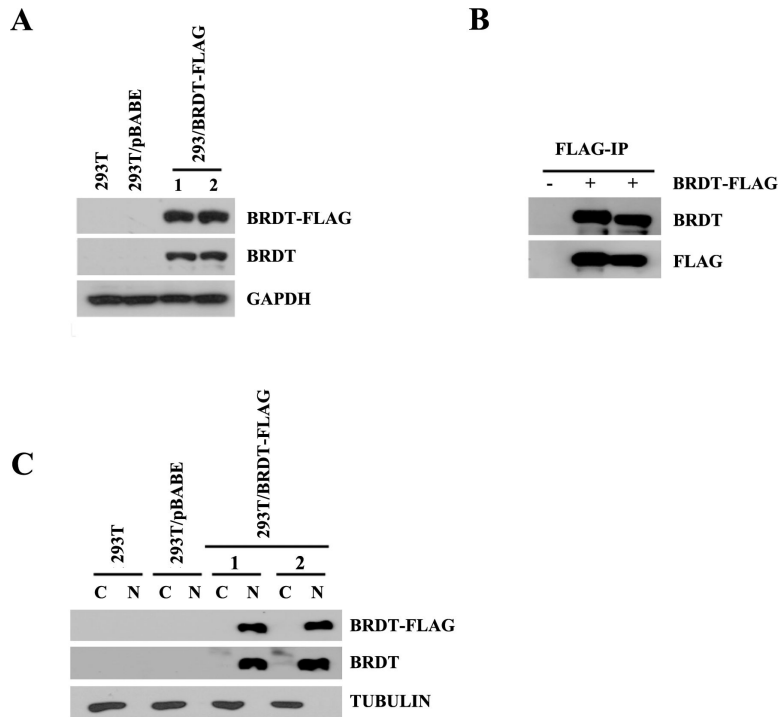 A
293T
293T/pBABE
293/BRDT-FLAG
1 2
BRDT-FLAG
BRDT
GAPDH
B
FLAG-IP
- + + BRDT-FLAG
BRDT
FLAG
C
293T
293T/pBABE
293T/BRDT-FLAG
1 2
C N C N C N C N
BRDT-FLAG
BRDT
TUBULIN